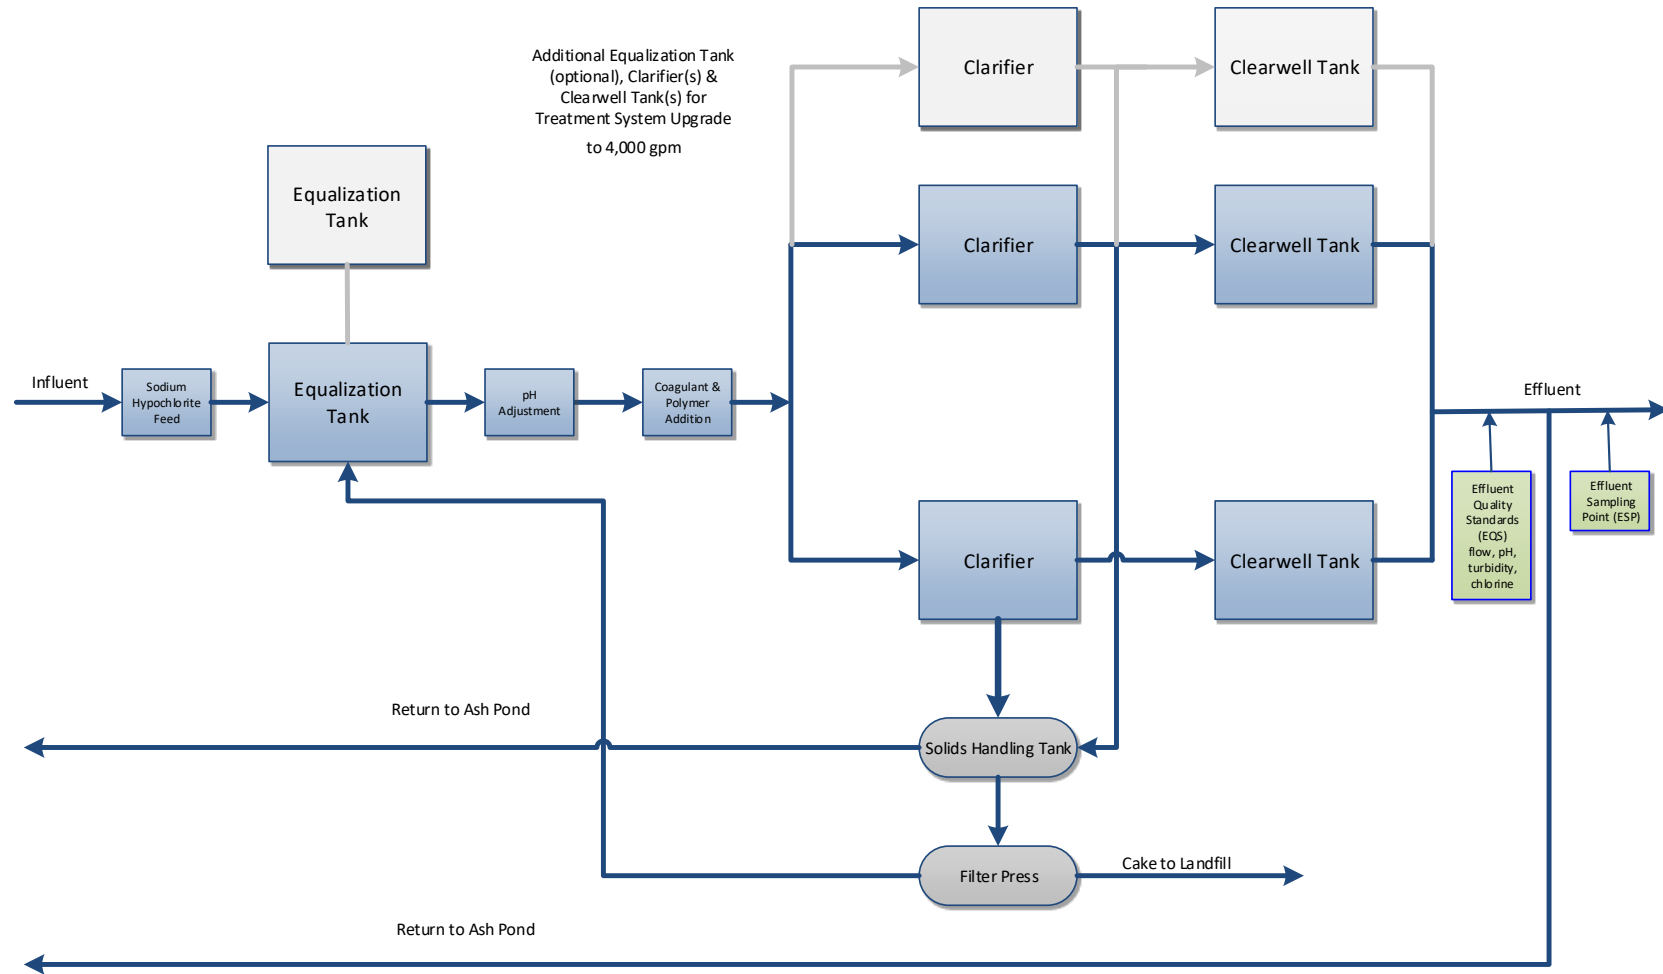 Additional Equalization Tank
(optional), Clarifier(s) &
Clearwell Tank(s) for
Treatment System Upgrade
to 4,000 gpm
Clarifier
Clearwell Tank
Equalization
Tank
Clarifier
Clearwell Tank
Influent
Sodium
Hypochlorite
Feed
Equalization
Tank
pH
Adjustment
Coagulant &
Polymer
Addition
Effluent
Effluent
Quality
Standards
(EQS)
flow, pH,
turbidity,
chlorine
Effluent
Sampling
Point (ESP)
Clarifier
Clearwell Tank
Return to Ash Pond
Solids Handling Tank
Filter Press
Cake to Landfill
Return to Ash Pond